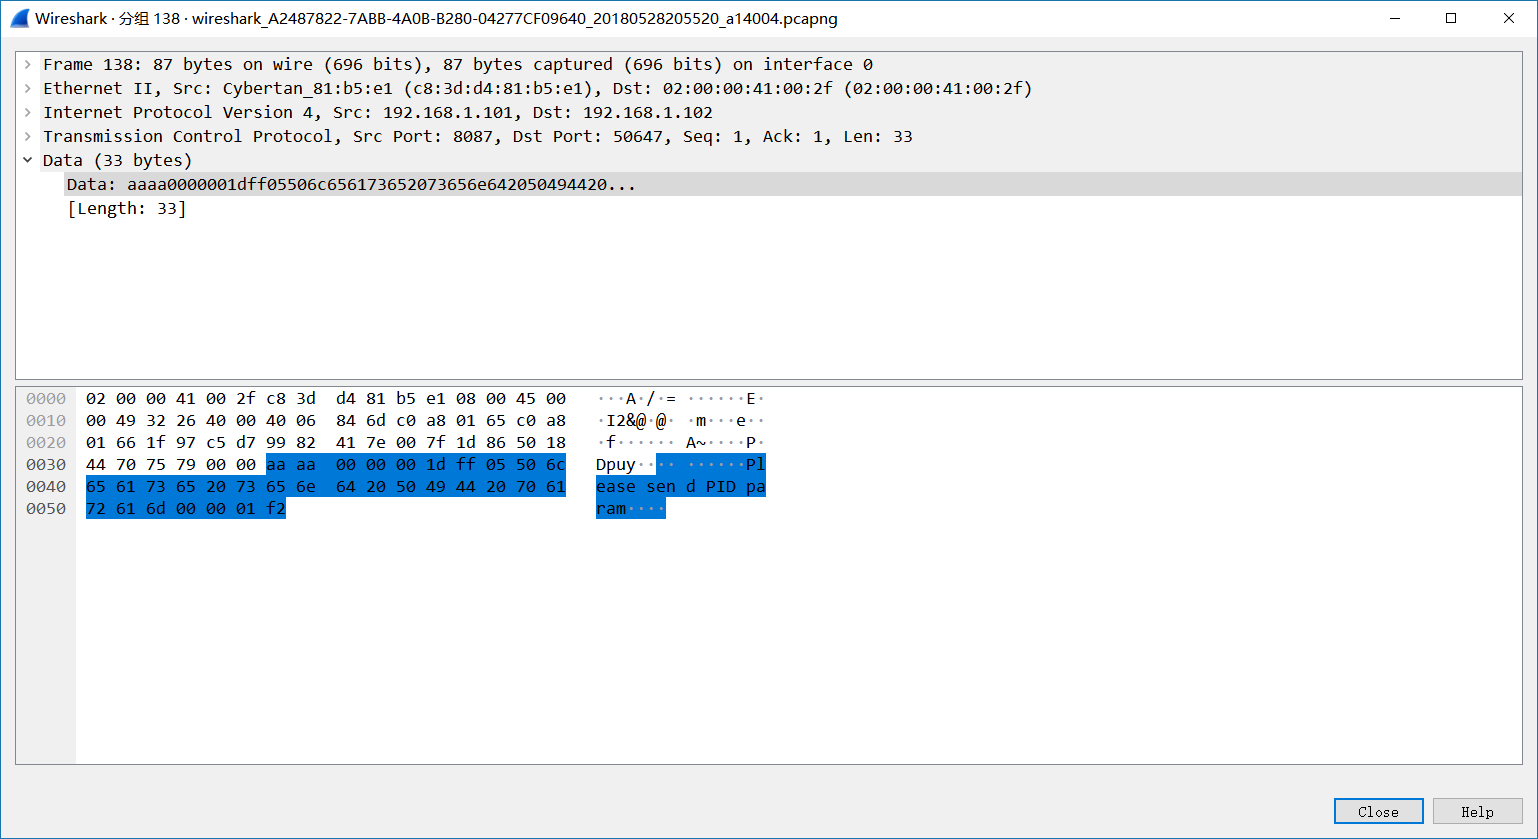 Wireshark · 分组 138 · wireshark_A2487822-7ABB-4A0B-B280-04277CF09640_20180528205520_a14004.pcapng
Frame 138: 87 bytes on wire (696 bits), 87 bytes captured (696 bits) on interface 0
Ethernet II, Src: Cybertan_81:b5:e1 (c8:3d:d4:81:b5:e1), Dst: 02:00:00:41:00:2f (02:00:00:41:00:2f)
Internet Protocol Version 4, Src: 192.168.1.101, Dst: 192.168.1.102
Transmission Control Protocol, Src Port: 8087, Dst Port: 50647, Seq: 1, Ack: 1, Len: 33
Data (33 bytes)
Data: aaaa0000001dff05506c656173652073656e642050494420...
[Length: 33]
0000 02 00 00 41 00 2f c8 3d d4 81 b5 e1 08 00 45 00 ···A·/·= ······E·
0010 00 49 32 26 40 00 40 06 84 6d c0 a8 01 65 c0 a8 ·I2&@·@· ·m···e··
0020 01 66 1f 97 c5 d7 99 82 41 7e 00 7f 1d 86 50 18 ·f······ A~····P·
0030 44 70 75 79 00 00 aa aa 00 00 00 1d ff 05 50 6c Dpuy···· ······Pl
0040 65 61 73 65 20 73 65 6e 64 20 50 49 44 20 70 61 ease sen d PID pa
0050 72 61 6d 00 00 01 f2 ram····
Close
Help